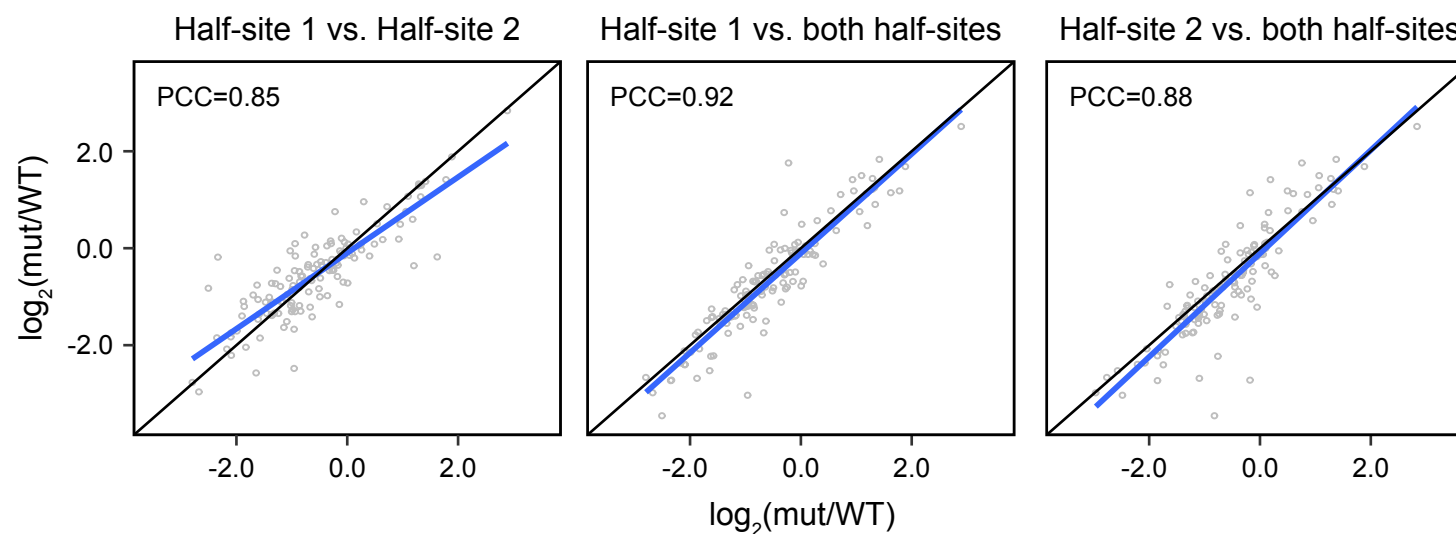 Half-site 1 vs. Half-site 2
Half-site 1 vs. both half-sites
Half-site 2 vs. both half-sites
PCC=0.85
PCC=0.92
PCC=0.88
log2(mut/WT)
2.0
0.0
-2.0
-2.0 0.0 2.0
-2.0 0.0 2.0
-2.0 0.0 2.0
log2(mut/WT)